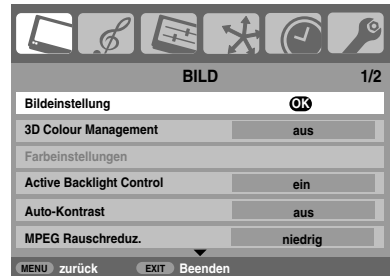 BILD 1/2
Bildeinstellung OK
3D Colour Management aus
Farbeinstellungen
Active Backlight Control ein
Auto-Kontrast aus
MPEG Rauschreduz. niedrig
MENU zurück EXIT Beenden